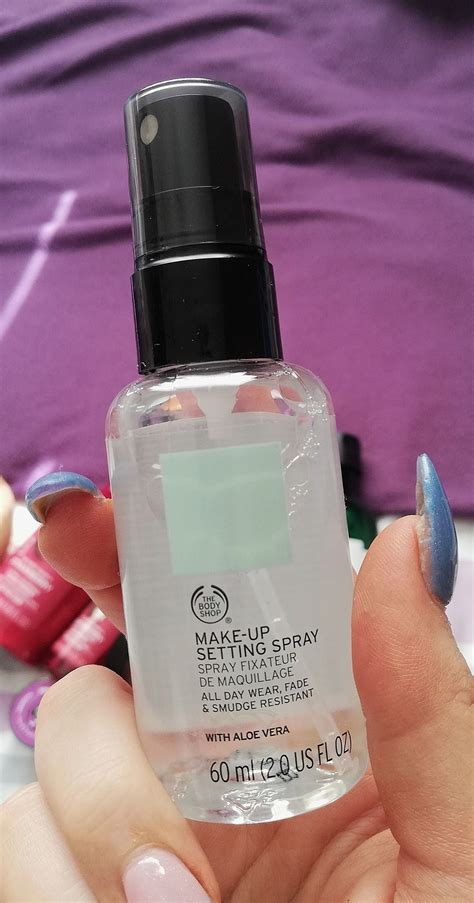 THE
BODY
SHOP
®
MAKE-UP
SETTING SPRAY
SPRAY FIXATEUR
DE MAQUILLAGE
ALL DAY WEAR, FADE
& SMUDGE RESISTANT
WITH ALOE VERA
60 ml (2.0 US FL OZ)